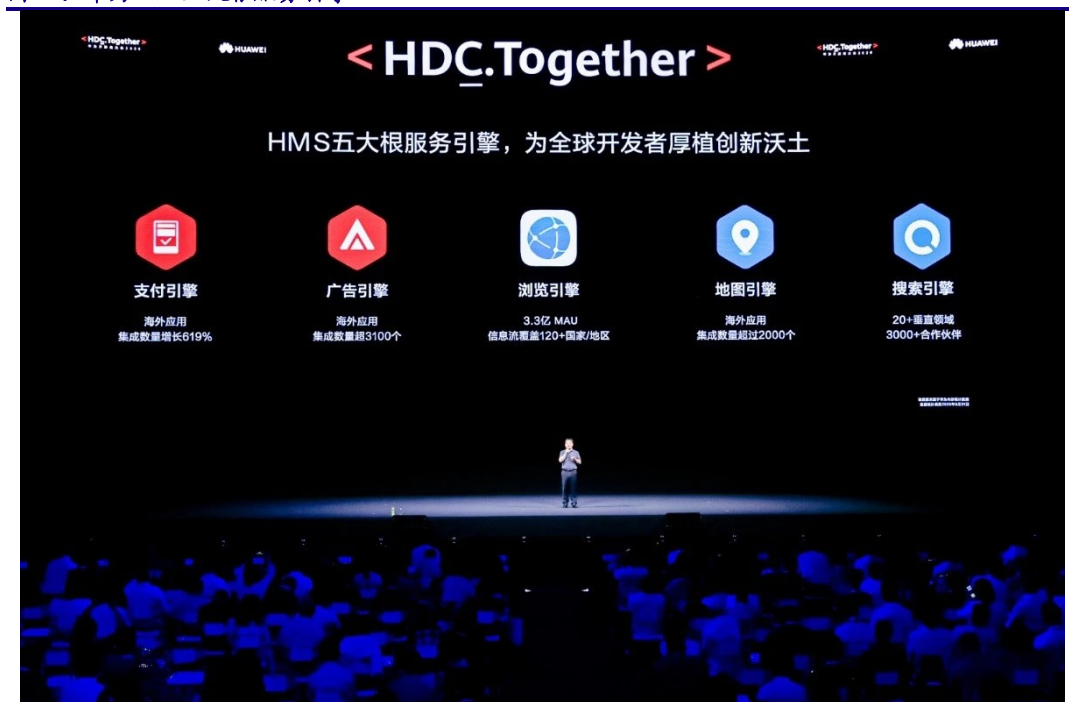 <HDC.Together>
HUAWEI
<HDC.Together>
<HDC.Together>
HUAWEI
HMS五大根服务引擎，为全球开发者厚植创新沃土
支付引擎
海外应用
集成数量增长619%
广告引擎
海外应用
集成数量超3100个
浏览引擎
3.3亿 MAU
信息流覆盖120+国家/地区
地图引擎
海外应用
集成数量超过2000个
搜索引擎
20+垂直领域
3000+合作伙伴